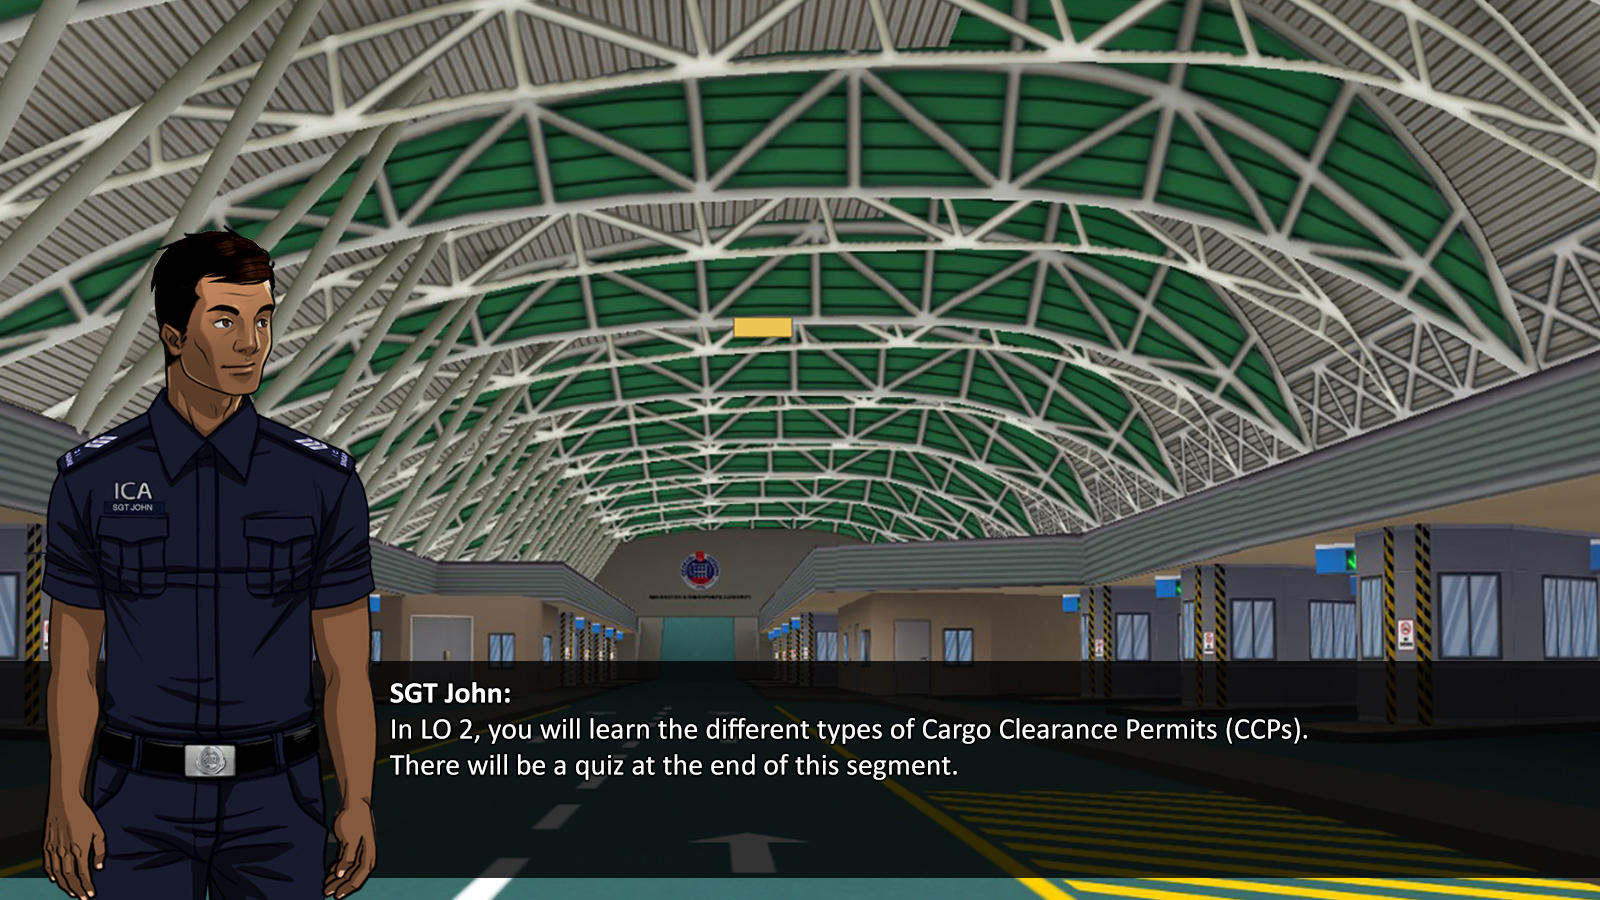 ICA
SGT JOHN
SGT John:
In LO 2, you will learn the different types of Cargo Clearance Permits (CCPs).
There will be a quiz at the end of this segment.